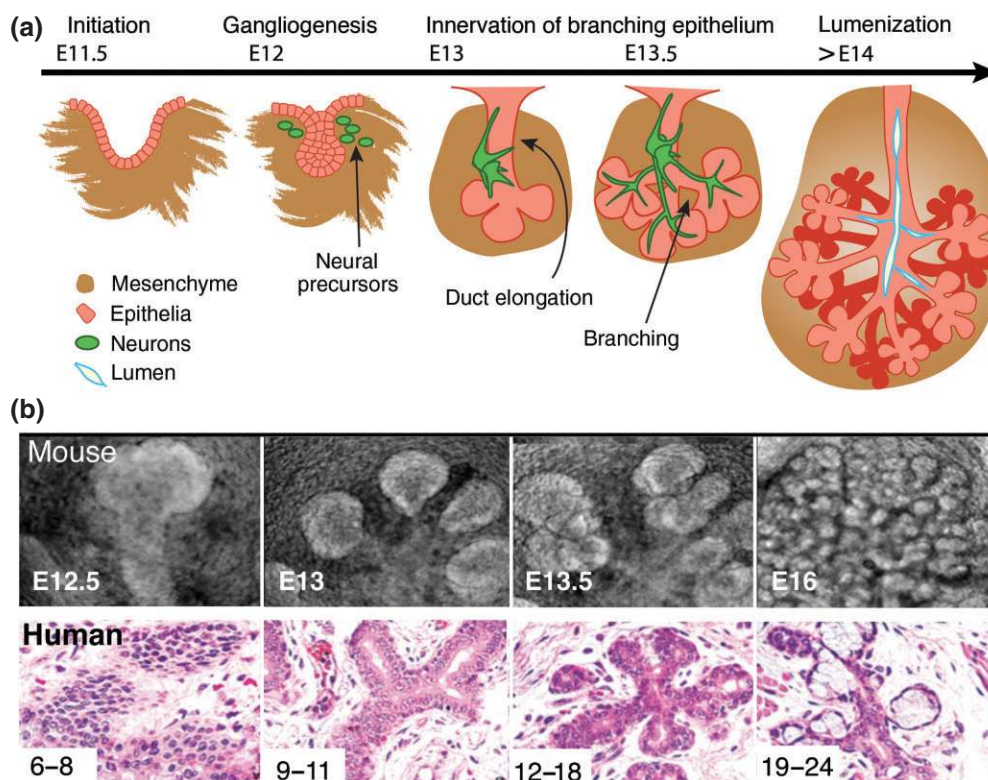 (a)
Initiation
E11.5
Gangliogenesis
E12
Innervation of branching epithelium
E13
E13.5
Lumenization
>E14
Neural
precursors
Duct elongation
Branching
Mesenchyme
Epithelia
Neurons
Lumen
(b)
Mouse
E12.5
E13
E13.5
E16
Human
6–8
9–11
12–18
19–24